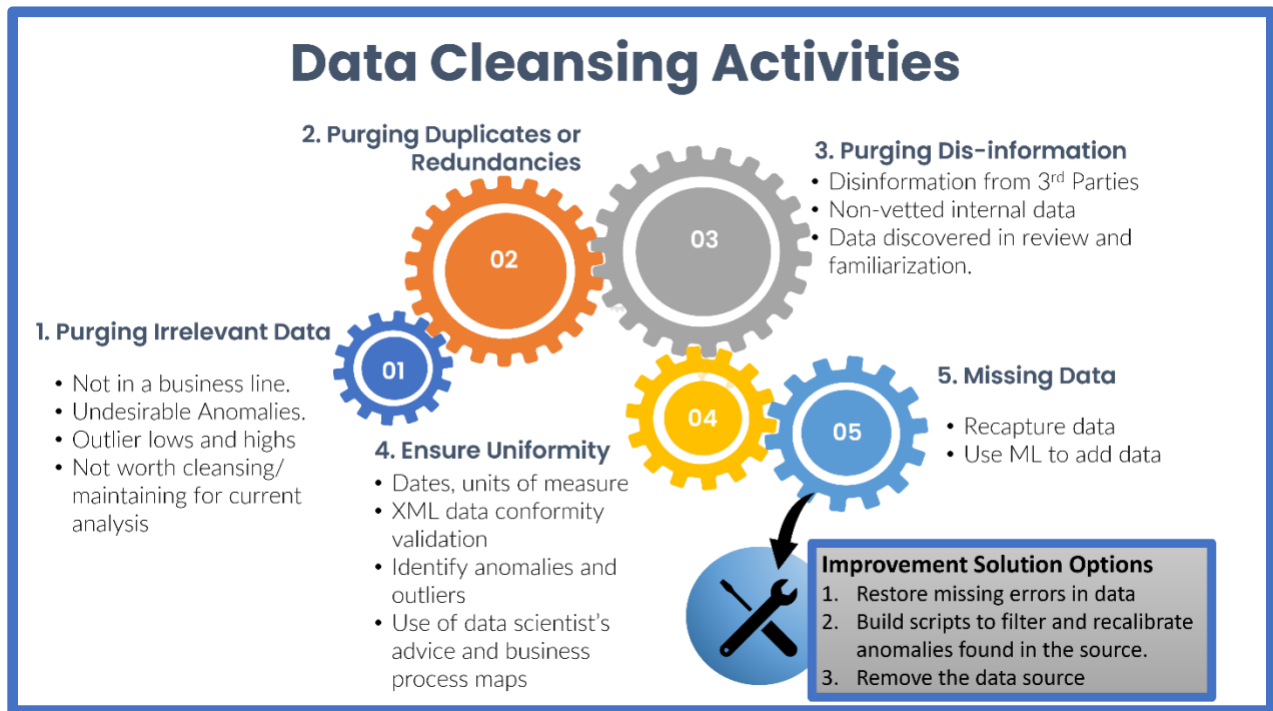 Data Cleansing Activities
2. Purging Duplicates or
Redundancies
02
03
3. Purging Dis-information
• Disinformation from 3rd Parties
• Non-vetted internal data
• Data discovered in review and
familiarization.
1. Purging Irrelevant Data
• Not in a business line.
• Undesirable Anomalies.
• Outlier lows and highs
• Not worth cleansing/
maintaining for current
analysis
01
4. Ensure Uniformity
• Dates, units of measure
• XML data conformity
validation
• Identify anomalies and
outliers
• Use of data scientist’s
advice and business
process maps
04
05
5. Missing Data
• Recapture data
• Use ML to add data
Improvement Solution Options
1. Restore missing errors in data
2. Build scripts to filter and recalibrate
anomalies found in the source.
3. Remove the data source